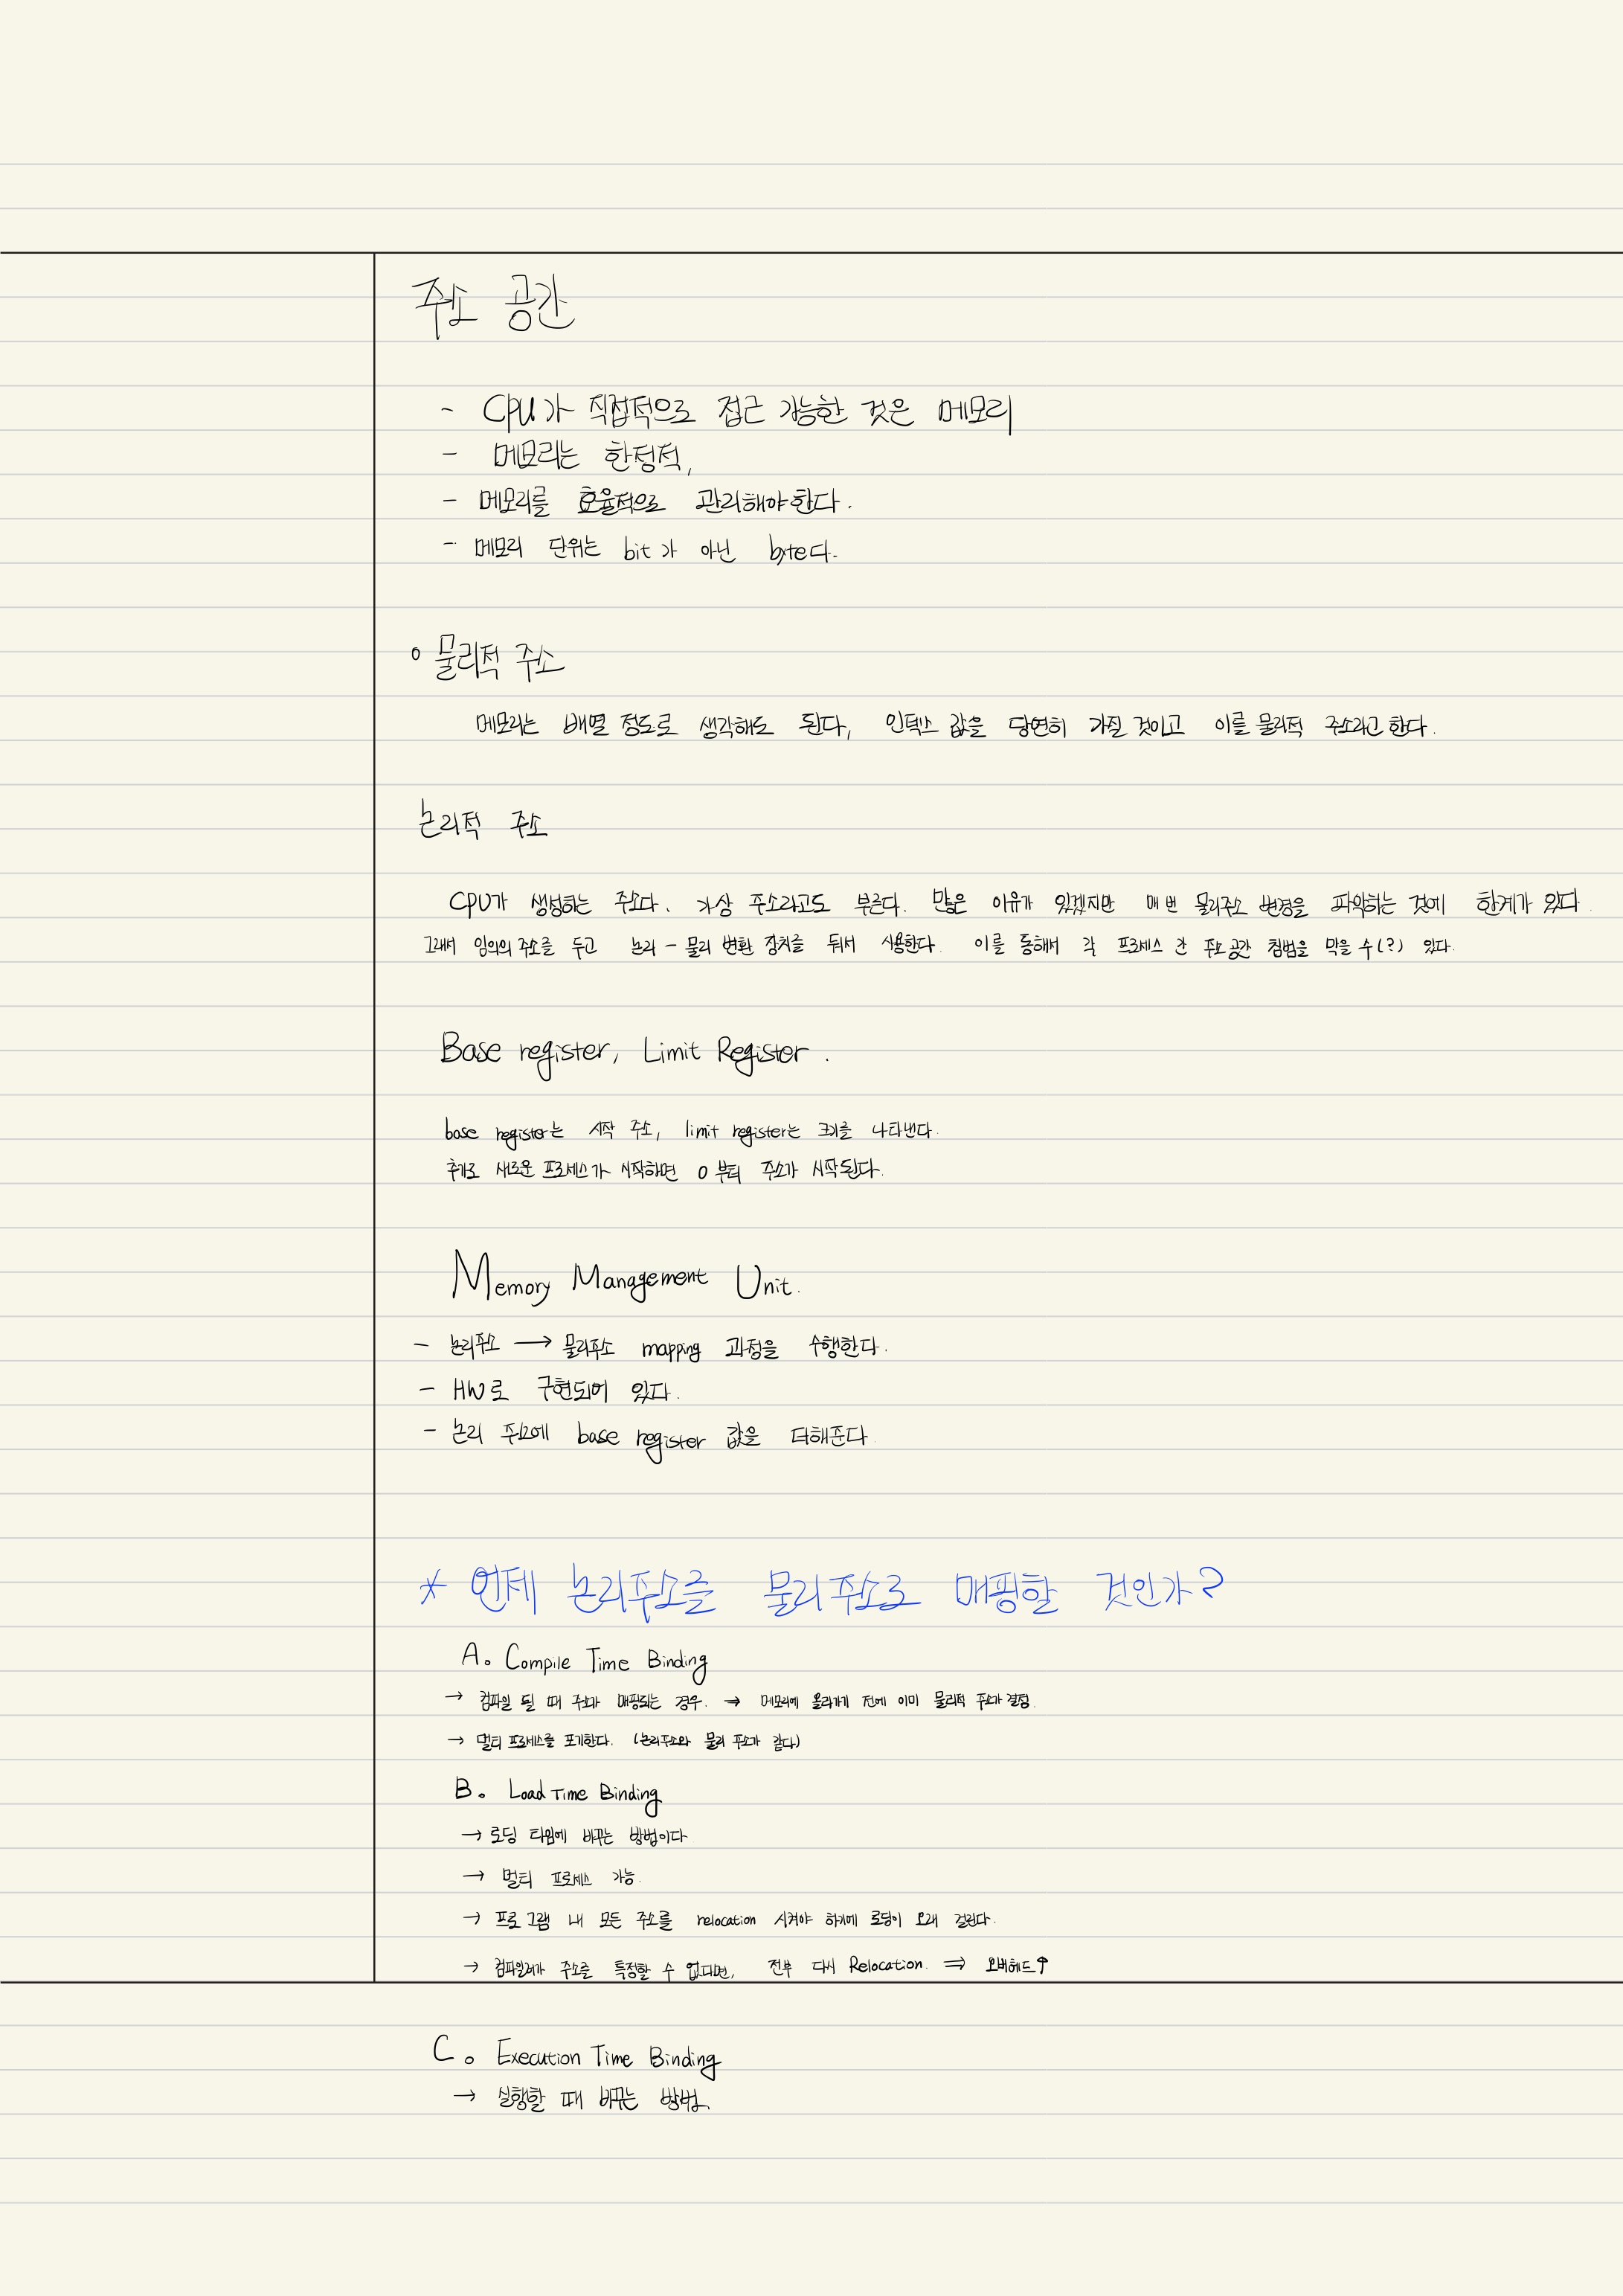 주소 공간
- CPU가 직접적으로 접근 가능한 것은 메모리
- 메모리는 한정적,
- 메모리를 효율적으로 관리해야한다.
- 메모리 단위는 bit가 아닌 byte다.
o 물리적 주소
메모리는 배열 정도로 생각해도 된다, 인덱스 값을 당연히 가질 것이고 이를 물리적 주소라고 한다.
논리적 주소
CPU가 생성하는 주소다. 가상 주소라고도 부른다. 많은 이유가 있겠지만 매 번 물리주소 변경을 파악하는 것에 한계가 있다
그래서 임의의 주소를 두고 논리 - 물리 변환 장치를 둬서 사용한다. 이를 통해서 각 프로세스 간 주소 공간 침범을 막을 수(?) 있다.
Base register, Limit Register.
base register는 시작 주소, limit register는 크기를 나타낸다.
추가로 새로운 프로세스가 시작하면 0부터 주소가 시작된다.
Memory Management Unit.
- 논리주소 → 물리주소 mapping 과정을 수행한다.
- HW로 구현되어 있다.
- 논리 주소에 base register 값을 더해준다
* 언제 논리주소를 물리주소로 매핑할 것인가?
A. Compile Time Binding
→ 컴파일 될 때 주소가 매핑되는 경우. → 메모리에 올라가기 전에 이미 물리적 주소가 결정.
→ 멀티 프로세스를 포기한다. (논리주소와 물리 주소가 같다)
B. Load Time Binding
→ 로딩 타임에 바꾸는 방법이다
→ 멀티 프로세스 가능.
→ 프로그램 내 모든 주소를 relocation 시켜야 하기에 로딩이 오래 걸린다.
→ 컴파일러가 주소를 특정할 수 없다면, 전부 다시 Relocation. ⇒ 오버헤드↑
C. Execution Time Binding
→ 실행할 때 바꾸는 방법.